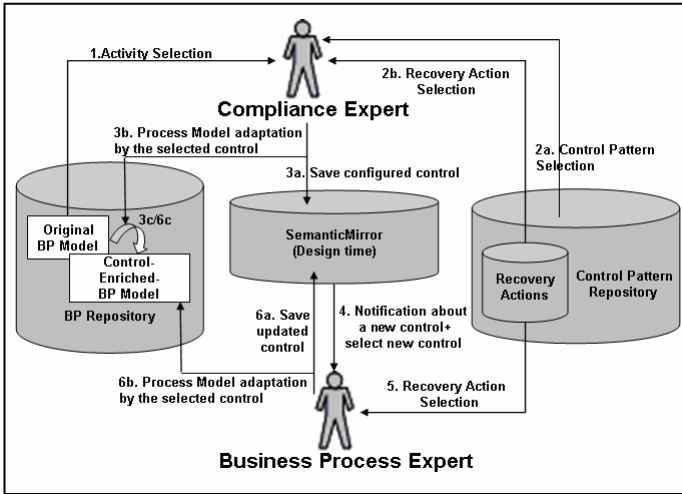 1.Activity Selection
2b. Recovery Action
Selection
Compliance Expert
3b. Process Model adaptation
by the selected control
2a. Control Pattern
Selection
3a. Save configured control
3c/6c
Original
BP Model
SemanticMirror
(Design time)
Control-
Enriched-
BP Model
Recovery
Actions
Control Pattern
Repository
BP Repository
6a. Save
updated
control
4. Notification about
a new control+
select new control
6b. Process Model adaptation
by the selected control
5. Recovery Action
Selection
Business Process Expert